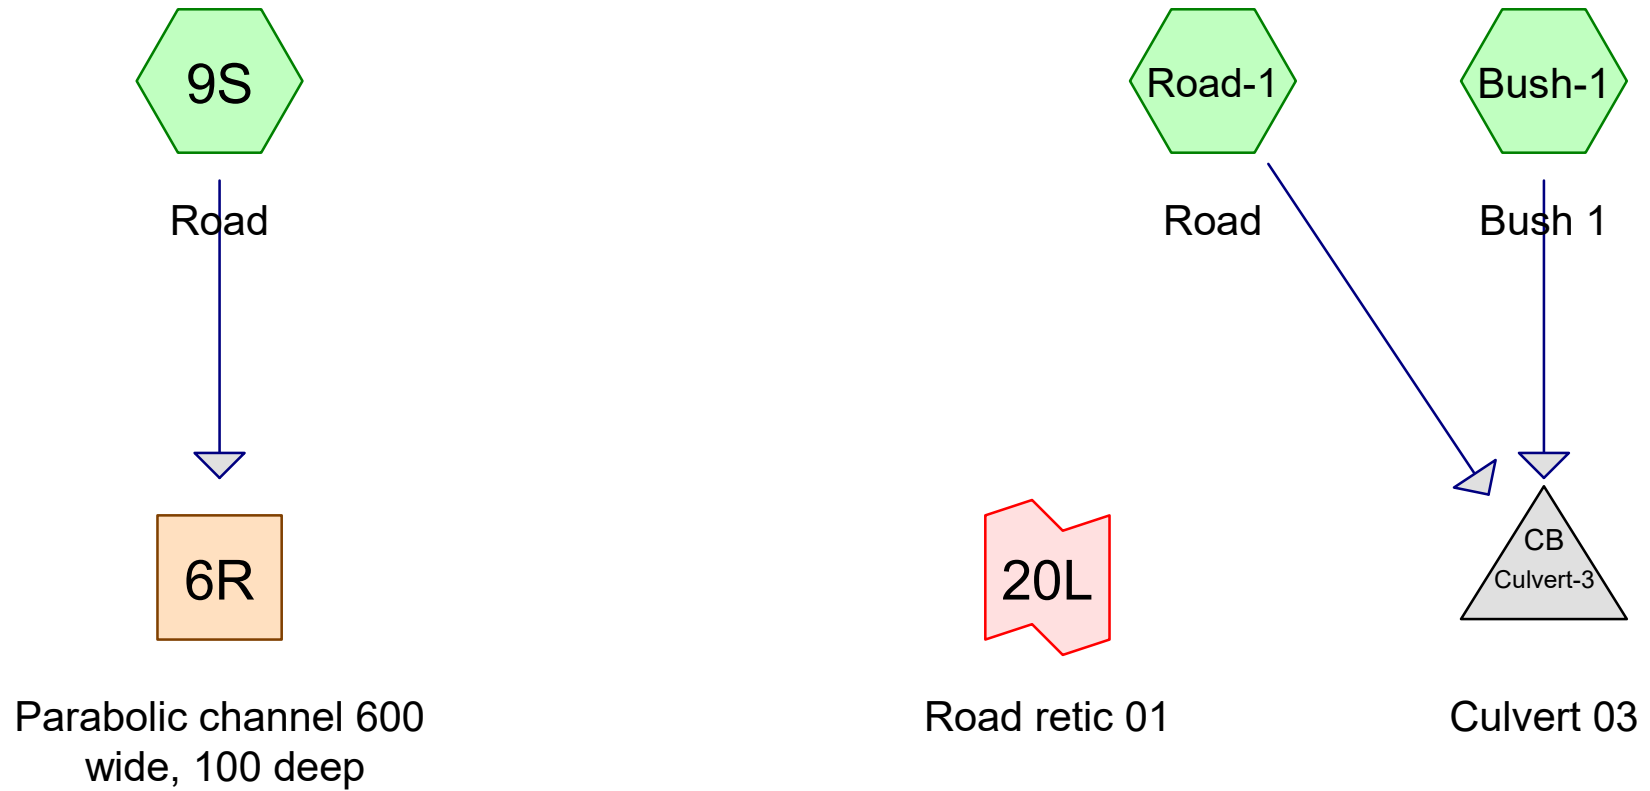 9S
Road
Road-1
Road
Bush-1
Bush 1
6R
Parabolic channel 600
wide, 100 deep
20L
Road retic 01
CB
Culvert-3
Culvert 03